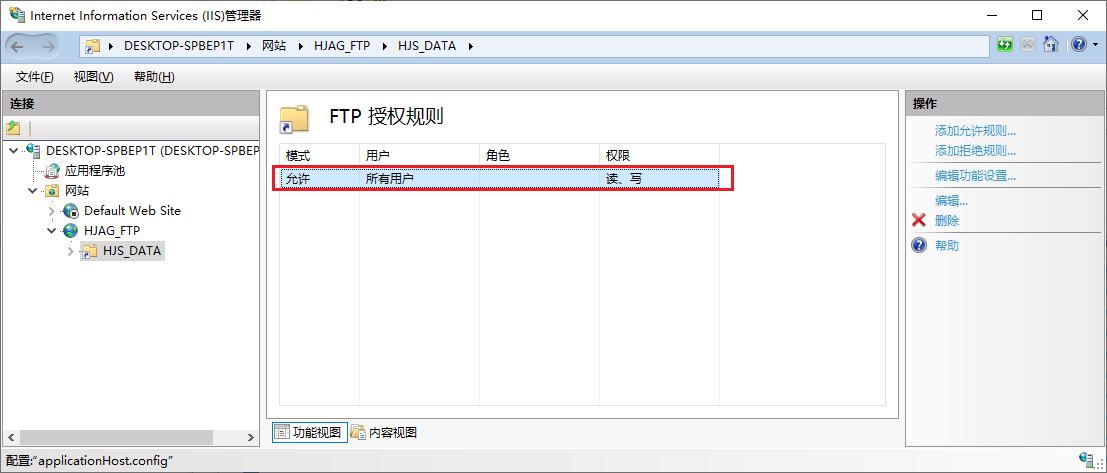 Internet Information Services (IIS)管理器
DESKTOP-SPBEP1T 网站 HJAG_FTP HJS_DATA
文件(F) 视图(V) 帮助(H)
连接
DESKTOP-SPBEP1T (DESKTOP-SPBEP
应用程序池
网站
Default Web Site
HJAG_FTP
HJS_DATA
FTP 授权规则
模式 用户 角色 权限
允许 所有用户 读、写
功能视图 内容视图
操作
添加允许规则...
添加拒绝规则...
编辑功能设置...
编辑...
删除
帮助
配置:“applicationHost.config”